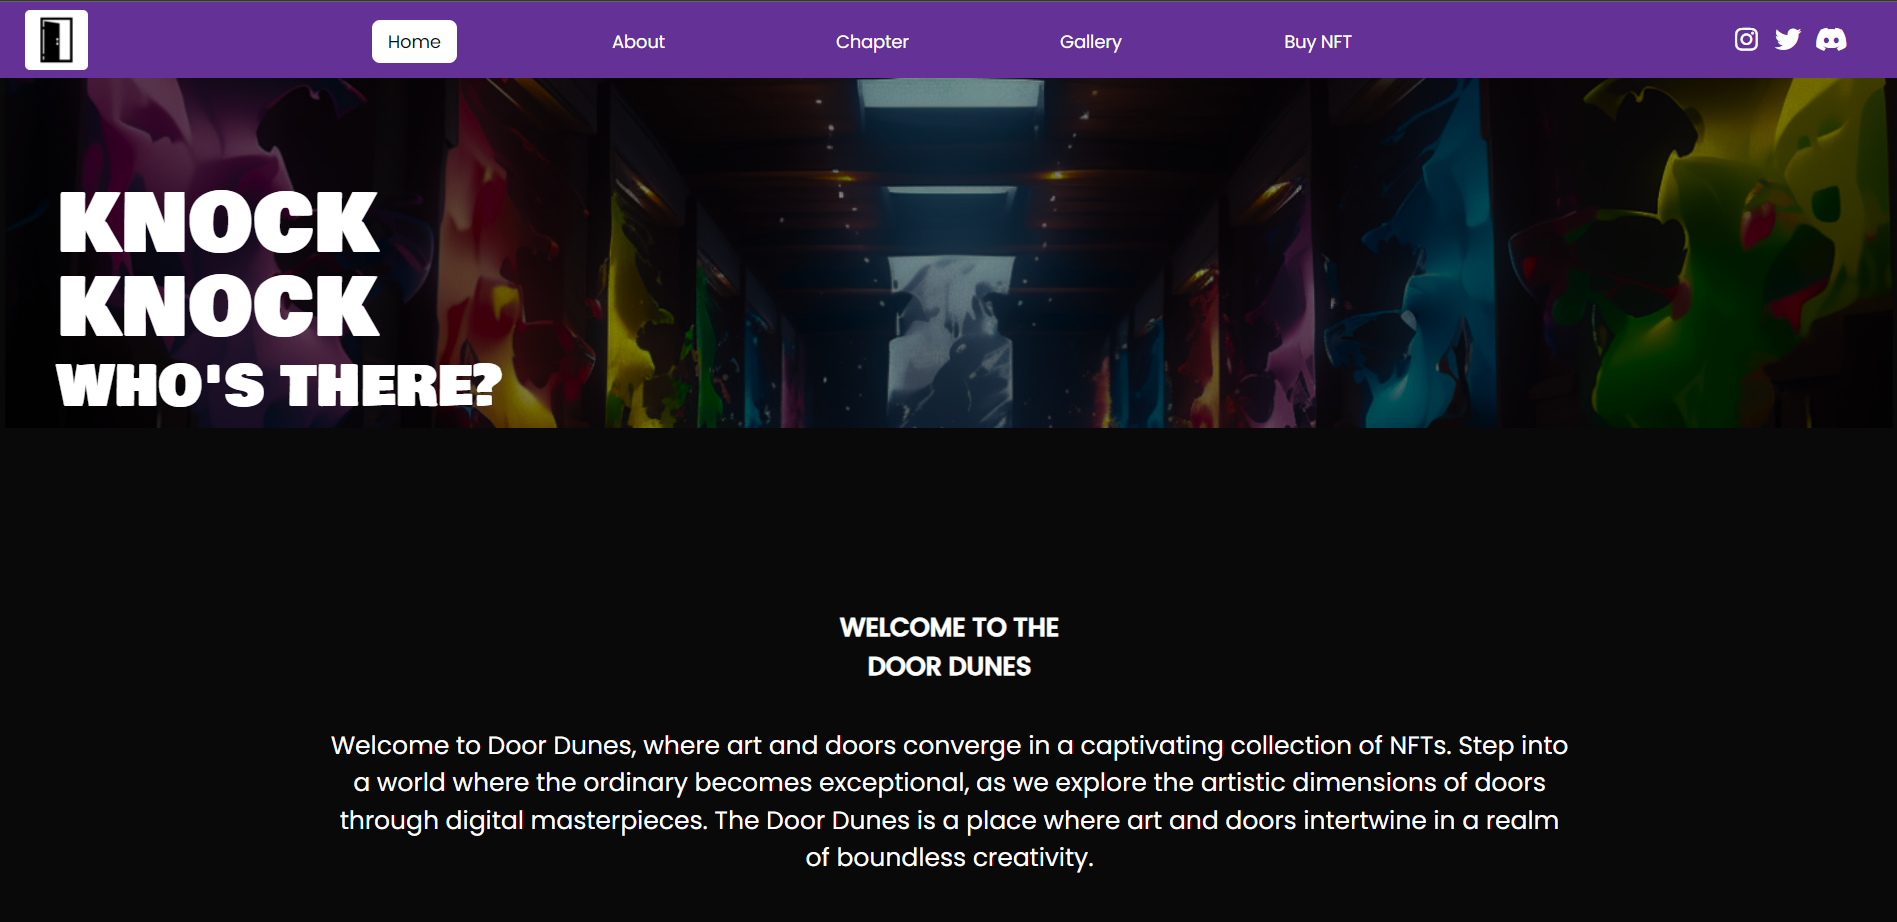 Home
About
Chapter
Gallery
Buy NFT
KNOCK
KNOCK
WHO'S THERE?
WELCOME TO THE
DOOR DUNES
Welcome to Door Dunes, where art and doors converge in a captivating collection of NFTs. Step into
a world where the ordinary becomes exceptional, as we explore the artistic dimensions of doors
through digital masterpieces. The Door Dunes is a place where art and doors intertwine in a realm
of boundless creativity.